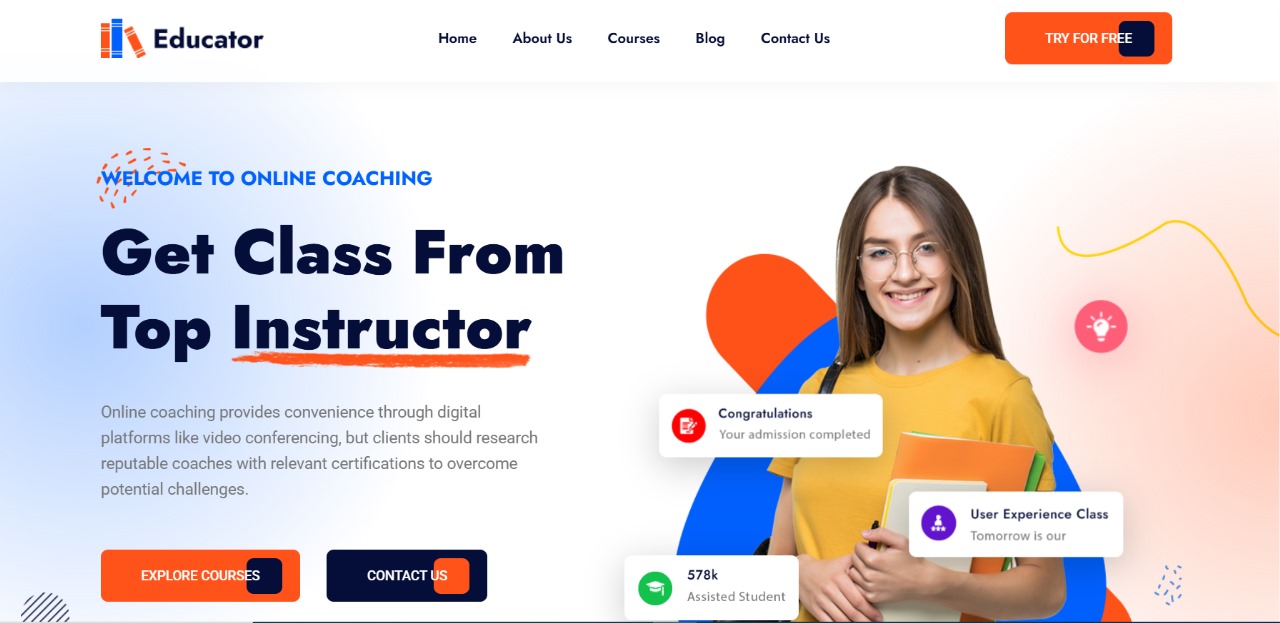 Educator
Home
About Us
Courses
Blog
Contact Us
TRY FOR FREE
WELCOME TO ONLINE COACHING
Get Class From
Top Instructor
Online coaching provides convenience through digital
platforms like video conferencing, but clients should research
reputable coaches with relevant certifications to overcome
potential challenges.
EXPLORE COURSES
CONTACT US
Congratulations
Your admission completed
User Experience Class
Tomorrow is our
578k
Assisted Student